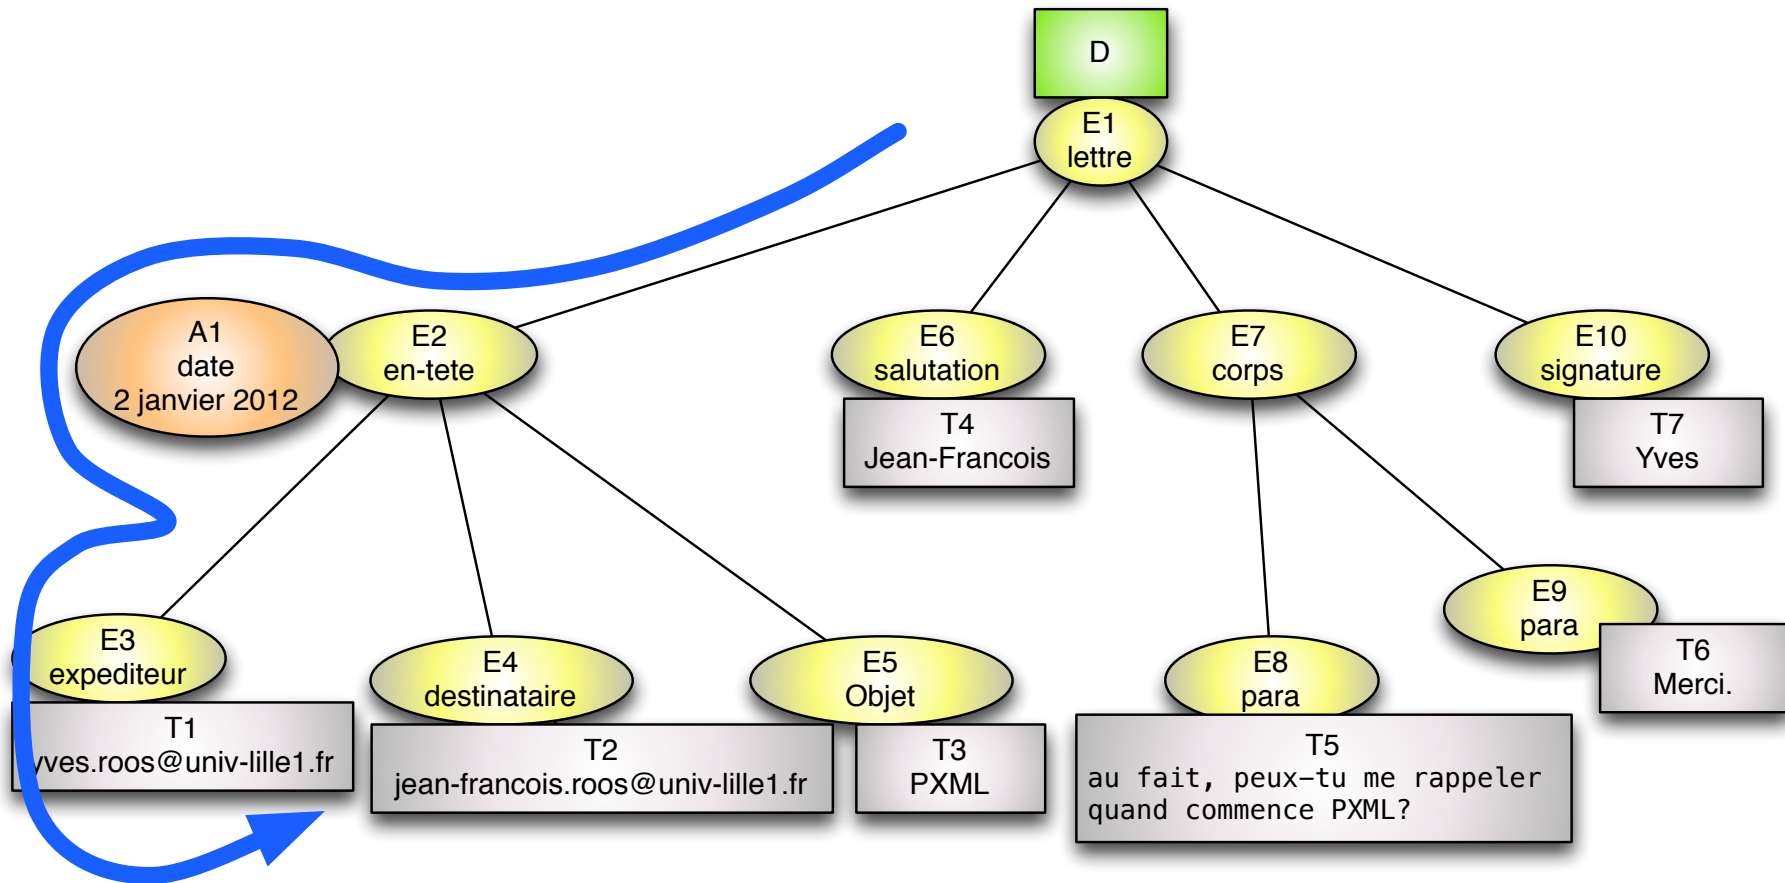 D
E1
lettre
A1
date
2 janvier 2012
E2
en-tete
E6
salutation
T4
Jean-Francois
E7
corps
E10
signature
T7
Yves
E3
expediteur
T1
yves.roos@univ-lille1.fr
E4
destinataire
T2
jean-francois.roos@univ-lille1.fr
E5
Objet
T3
PXML
E8
para
T5
au fait, peux-tu me rappeler
quand commence PXML?
E9
para
T6
Merci.